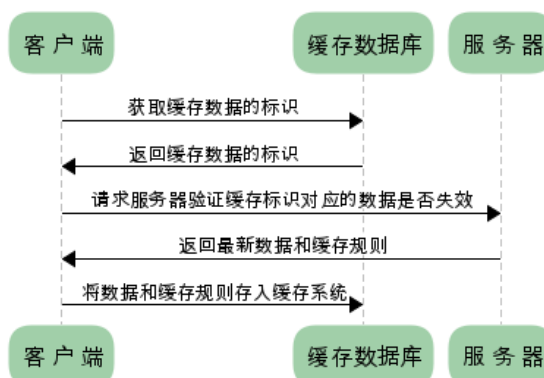 客 户 端
缓存数据库
服 务 器
获取缓存数据的标识
返回缓存数据的标识
请求服务器验证缓存标识对应的数据是否失效
返回最新数据和缓存规则
将数据和缓存规则存入缓存系统
客 户 端
缓存数据库
服 务 器